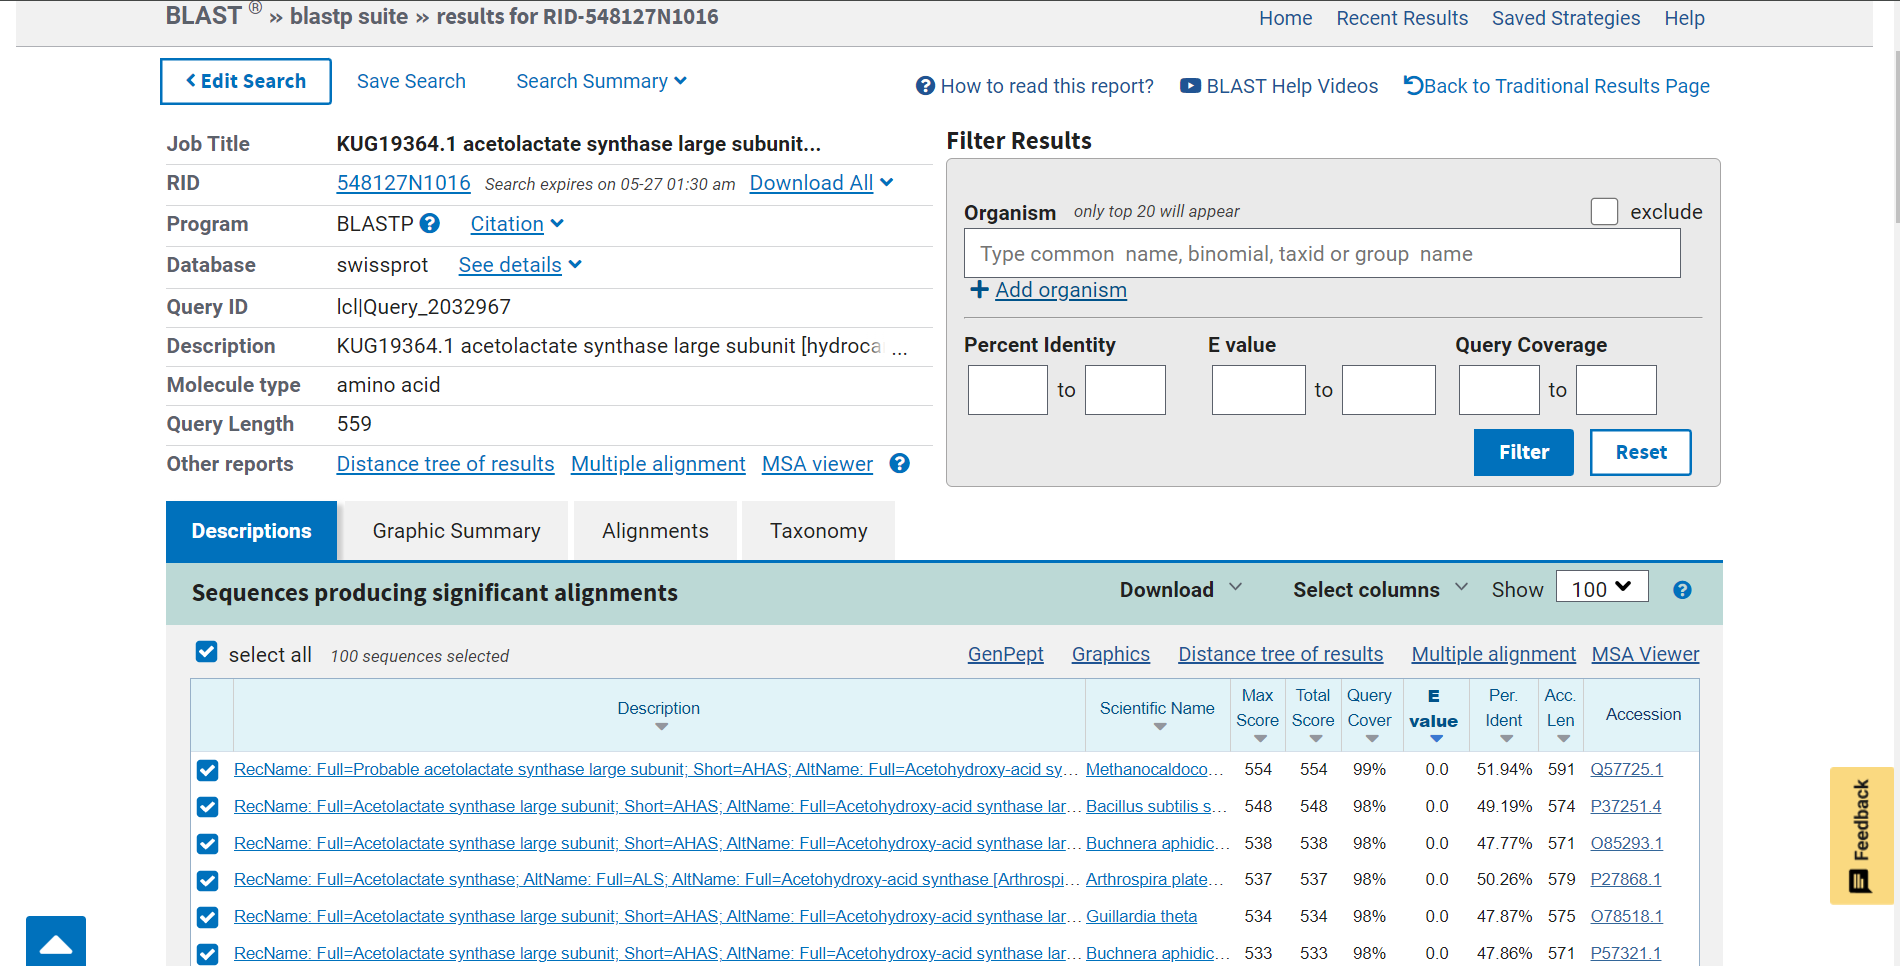 BLAST ® » blastp suite » results for RID-548127N1016
Home Recent Results Saved Strategies Help
Edit Search Save Search Search Summary
How to read this report? BLAST Help Videos Back to Traditional Results Page
Job Title KUG19364.1 acetolactate synthase large subunit...
RID 548127N1016 Search expires on 05-27 01:30 am Download All
Program BLASTP Citation
Database swissprot See details
Query ID lcl|Query_2032967
Description KUG19364.1 acetolactate synthase large subunit [hydroca ...
Molecule type amino acid
Query Length 559
Other reports Distance tree of results Multiple alignment MSA viewer
Filter Results
Organism only top 20 will appear exclude
Type common name, binomial, taxid or group name
Add organism
Percent Identity E value Query Coverage
to to to
Filter Reset
Descriptions Graphic Summary Alignments Taxonomy
Sequences producing significant alignments Download Select columns Show 100
select all 100 sequences selected GenPept Graphics Distance tree of results Multiple alignment MSA Viewer
Description Scientific Name Max Score Total Score Query Cover E value Per. Ident Acc. Len Accession
RecName: Full=Probable acetolactate synthase large subunit; Short=AHAS; AltName: Full=Acetohydroxy-acid sy... Methanocaldoco... 554 554 99% 0.0 51.94% 591 Q57725.1
RecName: Full=Acetolactate synthase large subunit; Short=AHAS; AltName: Full=Acetohydroxy-acid synthase lar... Bacillus subtilis s... 548 548 98% 0.0 49.19% 574 P37251.4
RecName: Full=Acetolactate synthase large subunit; Short=AHAS; AltName: Full=Acetohydroxy-acid synthase lar... Buchnera aphidic... 538 538 98% 0.0 47.77% 571 O85293.1
RecName: Full=Acetolactate synthase; AltName: Full=ALS; AltName: Full=Acetohydroxy-acid synthase [Arthrospi... Arthrospira plate... 537 537 98% 0.0 50.26% 579 P27868.1
RecName: Full=Acetolactate synthase large subunit; Short=AHAS; AltName: Full=Acetohydroxy-acid synthase lar... Guillardia theta 534 534 98% 0.0 47.87% 575 O78518.1
RecName: Full=Acetolactate synthase large subunit; Short=AHAS; AltName: Full=Acetohydroxy-acid synthase lar... Buchnera aphidic... 533 533 98% 0.0 47.86% 571 P57321.1
Feedback